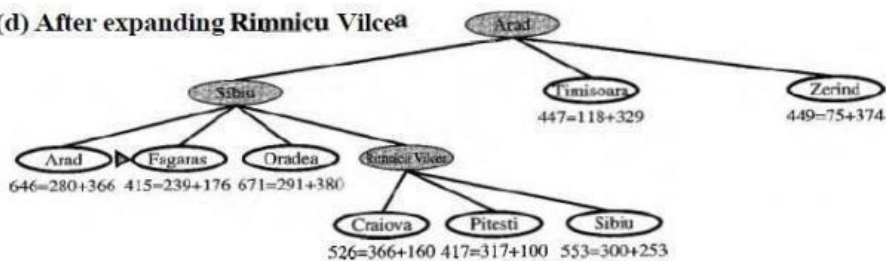 (d) After expanding Rimnicu Vilcea
Arad
Sibiu
Timisoara
Zerind
447=118+329
449=75+374
Arad
Fagaras
Oradea
Rimnicu Vilcea
646=280+366
415=239+176
671=291+380
Craiova
Pitesti
Sibiu
526=366+160
417=317+100
553=300+253